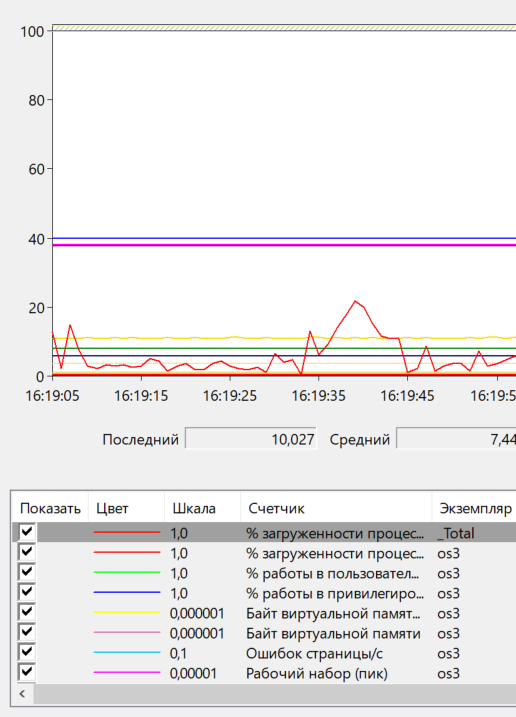 100
80
60
40
20
0
16:19:05 16:19:15 16:19:25 16:19:35 16:19:45 16:19:5
Последний 10,027 Средний 7,44
Показать Цвет Шкала Счетчик Экземпляр
1,0 % загруженности процес... _Total
1,0 % загруженности процес... os3
1,0 % работы в пользовател... os3
1,0 % работы в привилегиро... os3
0,000001 Байт виртуальной памят... os3
0,000001 Байт виртуальной памяти os3
0,1 Ошибок страницы/с os3
0,00001 Рабочий набор (пик) os3